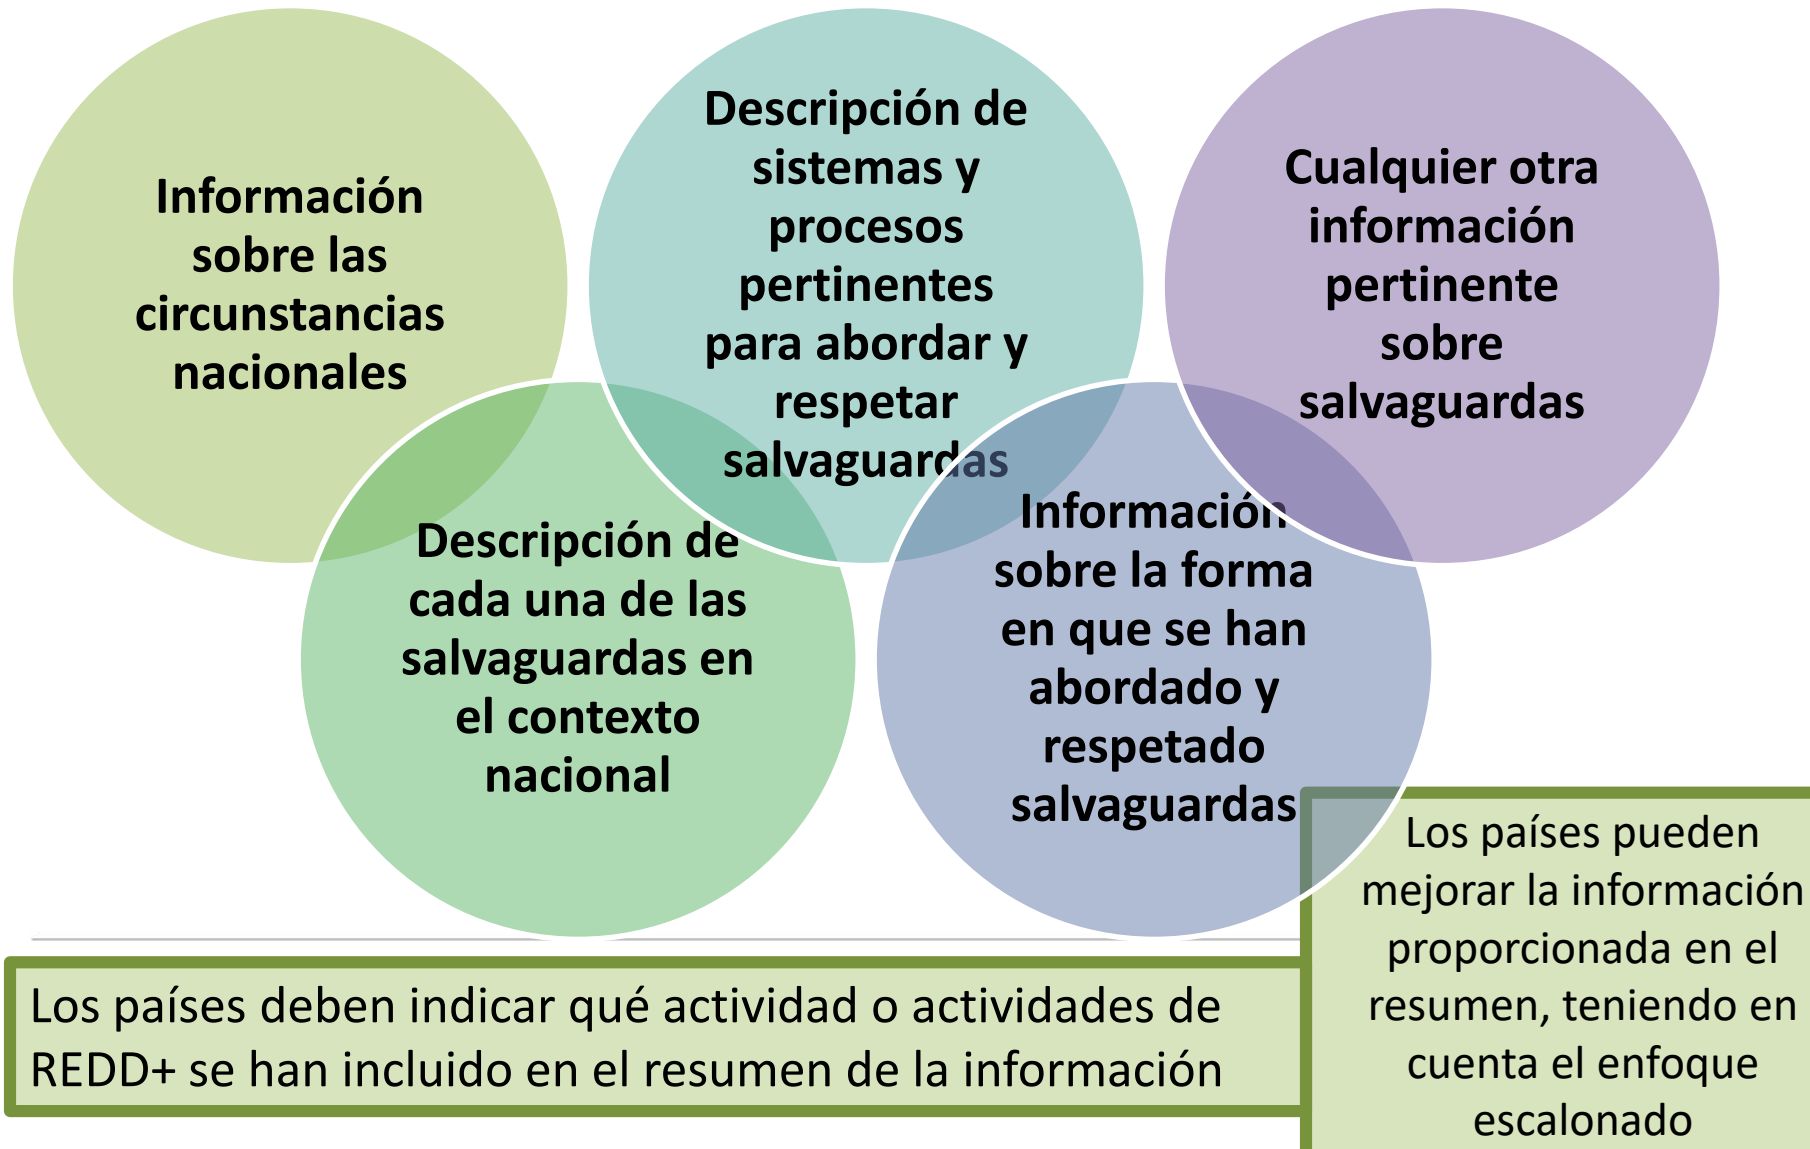 Información
sobre las
circunstancias
nacionales
Descripción de
cada una de las
salvaguardas en
el contexto
nacional
Descripción de
sistemas y
procesos
pertinentes
para abordar y
respetar
salvaguardas
Información
sobre la forma
en que se han
abordado y
respetado
salvaguardas
Cualquier otra
información
pertinente
sobre
salvaguardas
Los países deben indicar qué actividad o actividades de
REDD+ se han incluido en el resumen de la información
Los países pueden
mejorar la información
proporcionada en el
resumen, teniendo en
cuenta el enfoque
escalonado